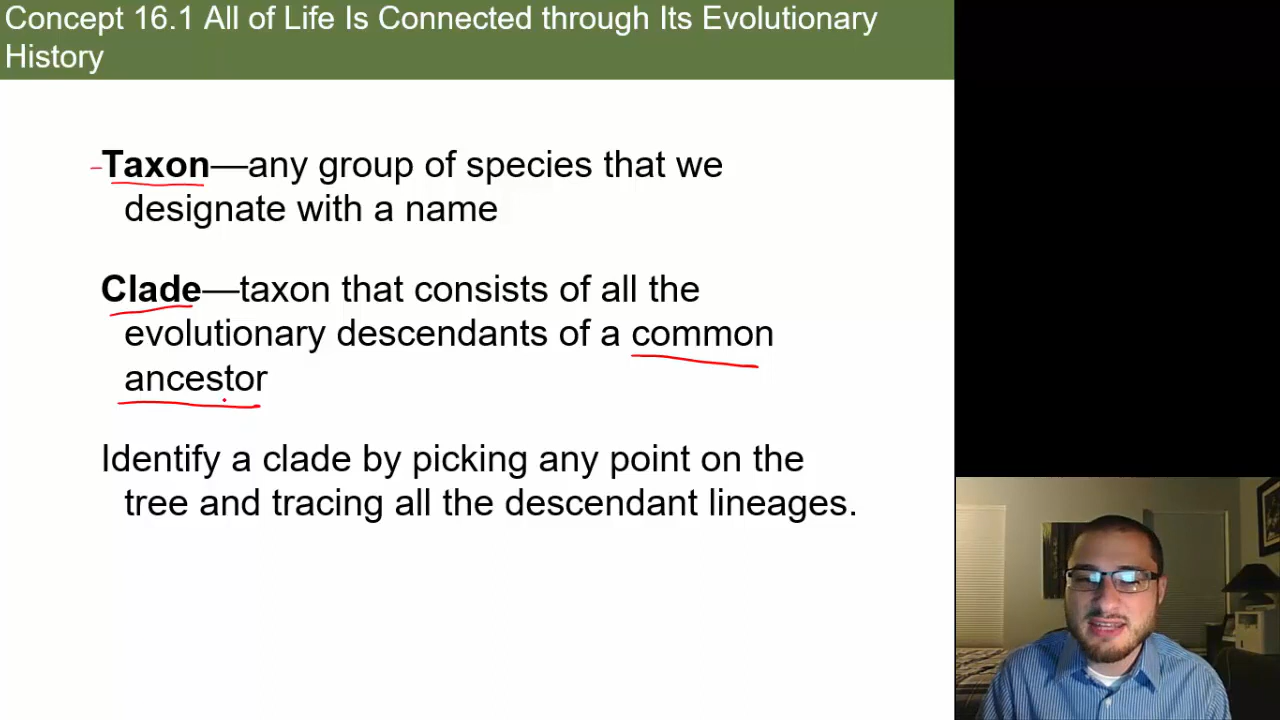 Concept 16.1 All of Life Is Connected through Its Evolutionary
History
Taxon—any group of species that we
designate with a name
Clade—taxon that consists of all the
evolutionary descendants of a common
ancestor
Identify a clade by picking any point on the
tree and tracing all the descendant lineages.